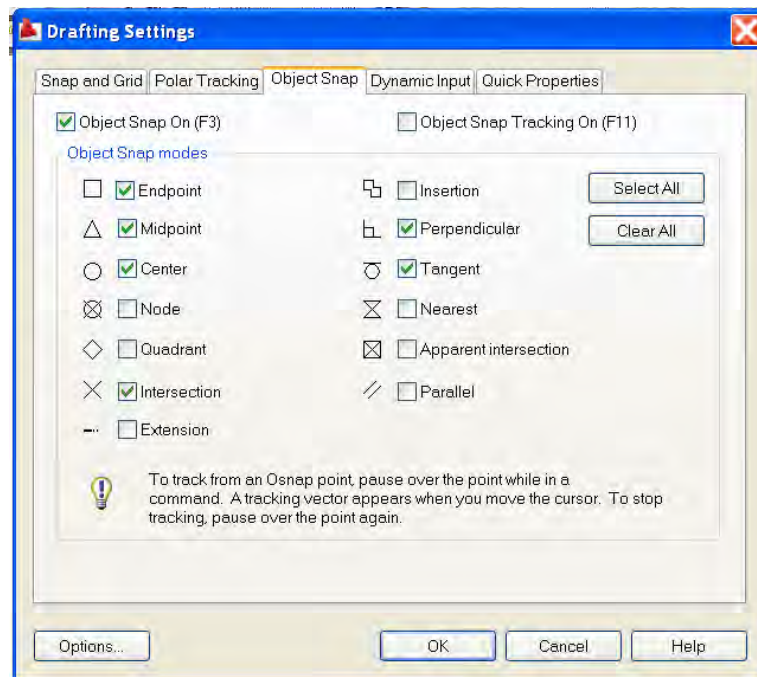 Drafting Settings
Snap and Grid Polar Tracking Object Snap Dynamic Input Quick Properties
Object Snap On (F3) Object Snap Tracking On (F11)
Object Snap modes
Endpoint Insertion Select All
Midpoint Perpendicular Clear All
Center Tangent
Node Nearest
Quadrant Apparent intersection
Intersection Parallel
Extension
To track from an Osnap point, pause over the point while in a
command. A tracking vector appears when you move the cursor. To stop
tracking, pause over the point again.
Options... OK Cancel Help